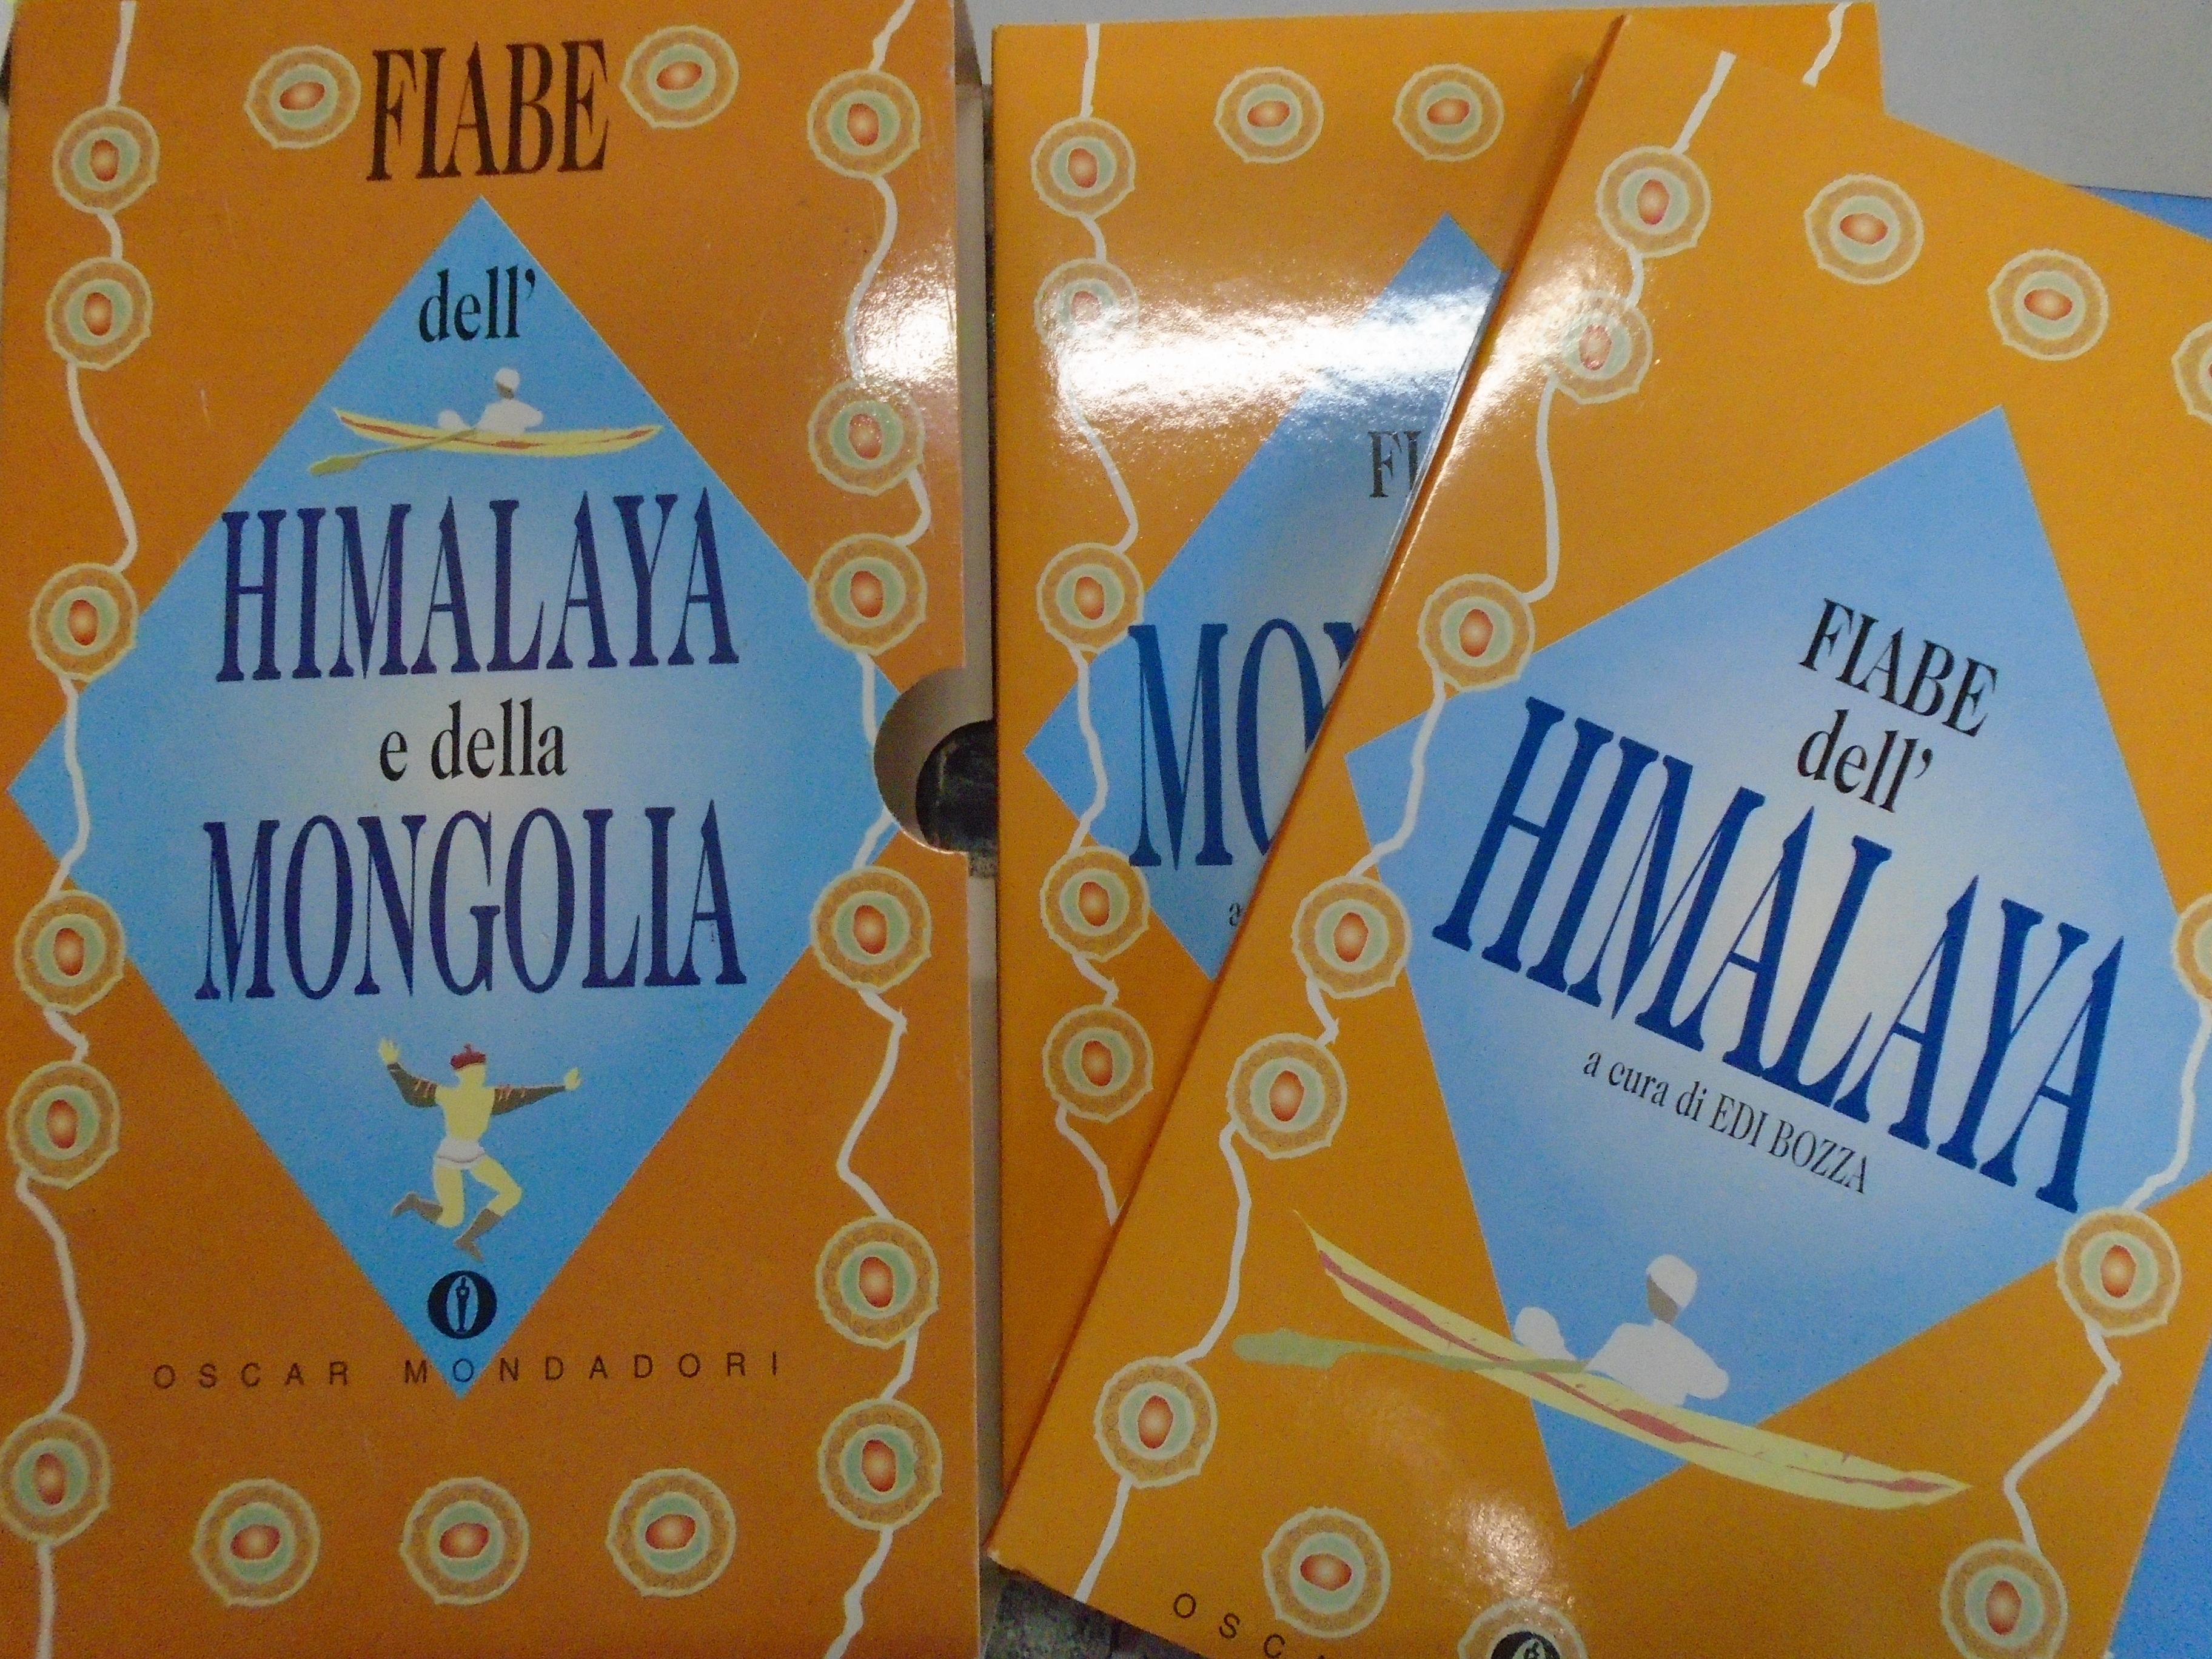 FIABE
dell'
HIMALAYA
e della
MONGOLIA
OSCAR MONDADORI
FIABE
dell'
HIMALAYA
a cura di EDI BOZZA